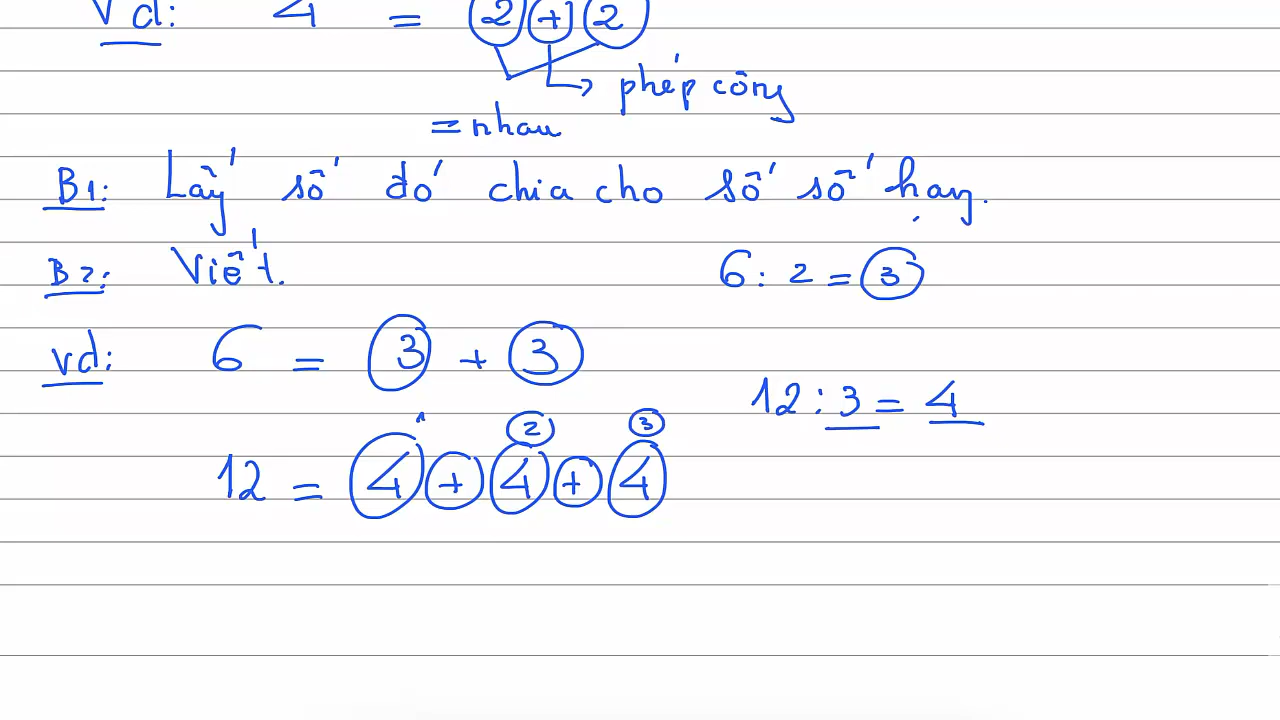 Vd: 4 = 2 + 2
phép cộng
= nhau
B1: Lấy số đó chia cho số số hạng.
B2: Viết. 6 : 2 = 3
vd: 6 = 3 + 3
12 : 3 = 4
1 2 3
12 = 4 + 4 + 4